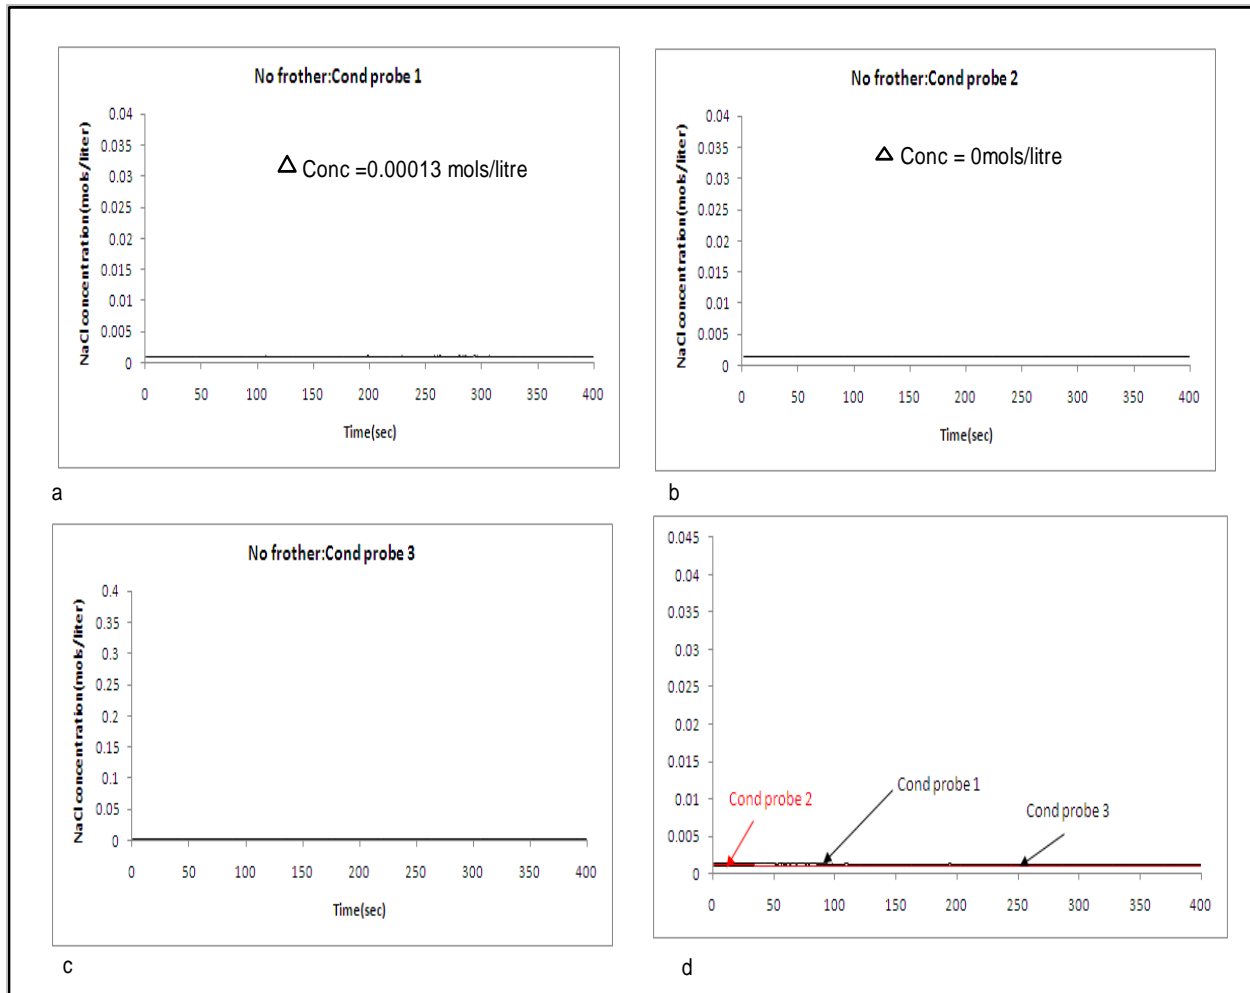 No frother:Cond probe 1
NaCl concentration(mols/liter)
0.04
0.035
0.03
0.025
0.02
0.015
0.01
0.005
0
△ Conc =0.00013 mols/litre
0 50 100 150 200 250 300 350 400
Time(sec)
a
No frother:Cond probe 2
NaCl concentration(mols/liter)
0.04
0.035
0.03
0.025
0.02
0.015
0.01
0.005
0
△ Conc = 0mols/litre
0 50 100 150 200 250 300 350 400
Time(sec)
b
No frother:Cond probe 3
NaCl concentration(mols/liter)
0.4
0.35
0.3
0.25
0.2
0.15
0.1
0.05
0
0 50 100 150 200 250 300 350 400
Time(sec)
c
0.045
0.04
0.035
0.03
0.025
0.02
0.015
0.01
0.005
0
Cond probe 2
Cond probe 1
Cond probe 3
0 50 100 150 200 250 300 350 400
d